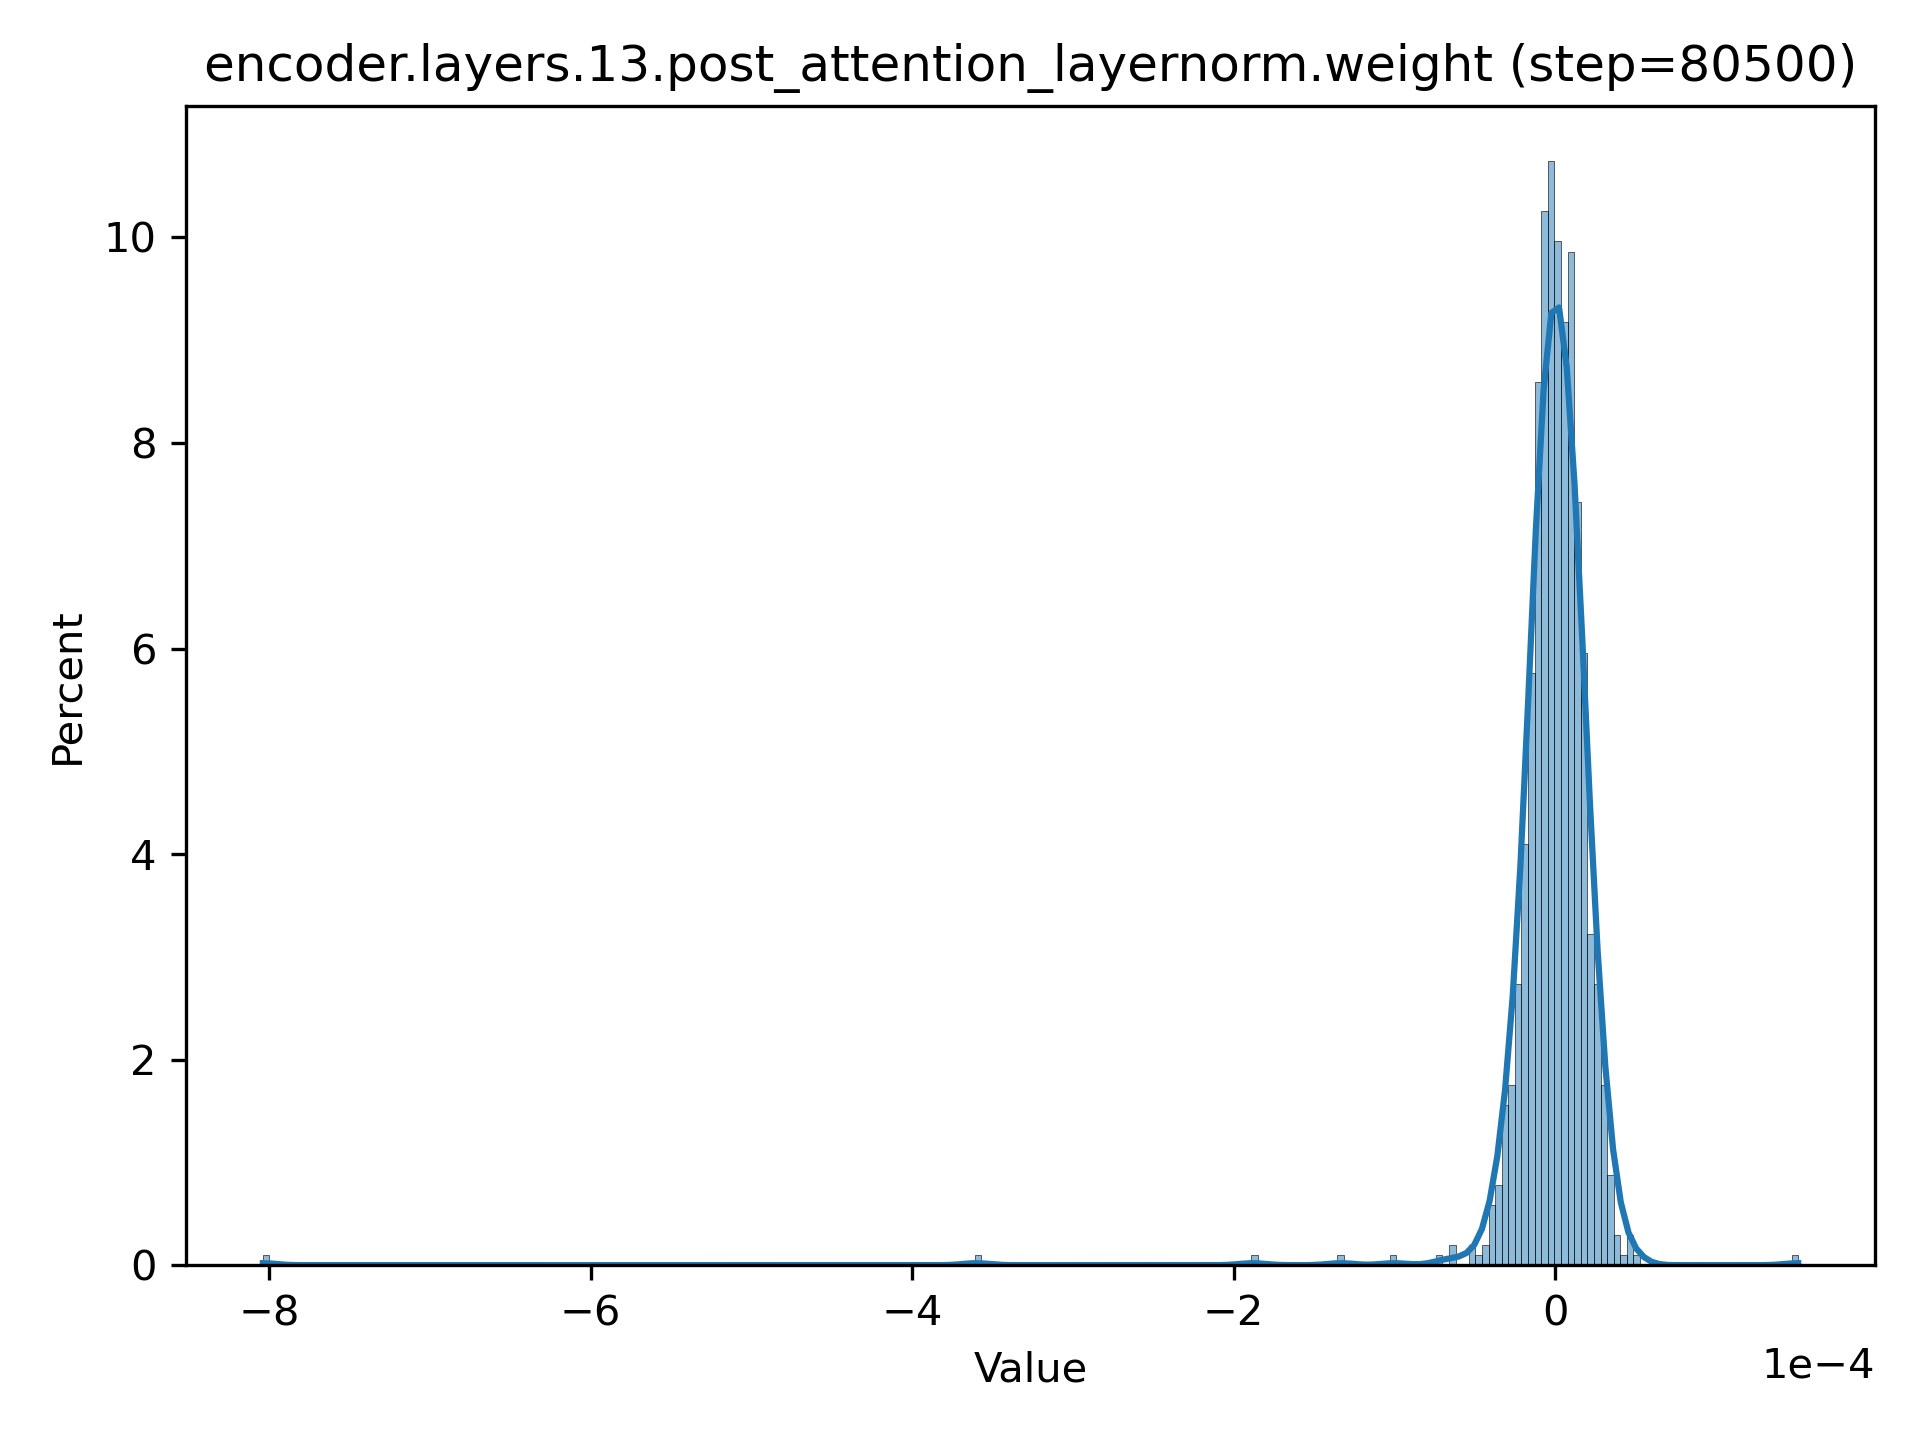 encoder.layers.13.post_attention_layernorm.weight (step=80500)
10
8
6
4
2
0
Percent
−8 −6 −4 −2 0
Value
1e−4